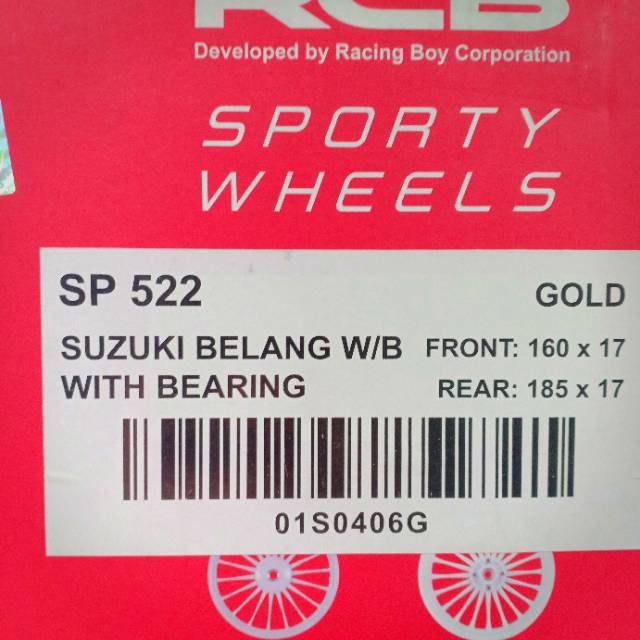 RCB
Developed by Racing Boy Corporation
SPORTY
WHEELS
SP 522 GOLD
SUZUKI BELANG W/B FRONT: 160 x 17
WITH BEARING REAR: 185 x 17
01S0406G